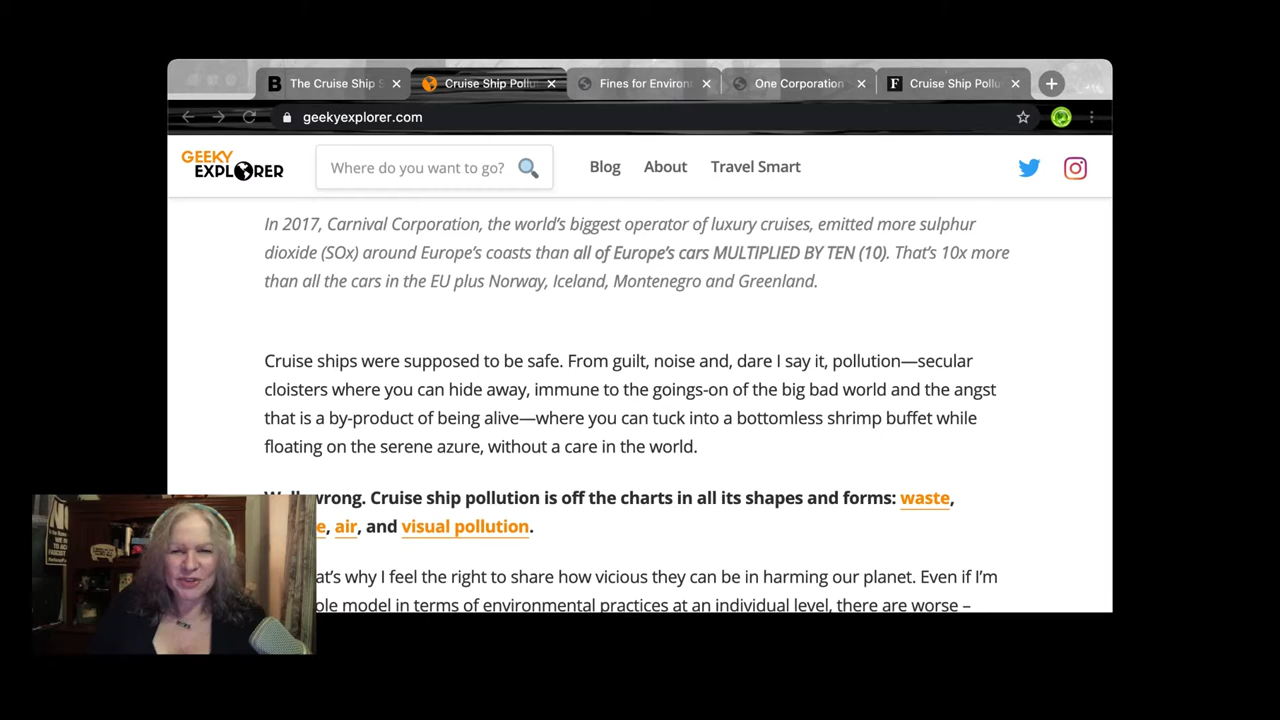 The Cruise Ship S
Cruise Ship Pollu
Fines for Environ
One Corporation
Cruise Ship Pollu
geekyexplorer.com
GEEKY
EXPLORER
Where do you want to go?
Blog
About
Travel Smart
In 2017, Carnival Corporation, the world’s biggest operator of luxury cruises, emitted more sulphur
dioxide (SOx) around Europe’s coasts than all of Europe’s cars MULTIPLIED BY TEN (10). That’s 10x more
than all the cars in the EU plus Norway, Iceland, Montenegro and Greenland.
Cruise ships were supposed to be safe. From guilt, noise and, dare I say it, pollution—secular
cloisters where you can hide away, immune to the goings-on of the big bad world and the angst
that is a by-product of being alive—where you can tuck into a bottomless shrimp buffet while
floating on the serene azure, without a care in the world.
wrong. Cruise ship pollution is off the charts in all its shapes and forms: waste,
e, air, and visual pollution.
at’s why I feel the right to share how vicious they can be in harming our planet. Even if I’m
ole model in terms of environmental practices at an individual level, there are worse –